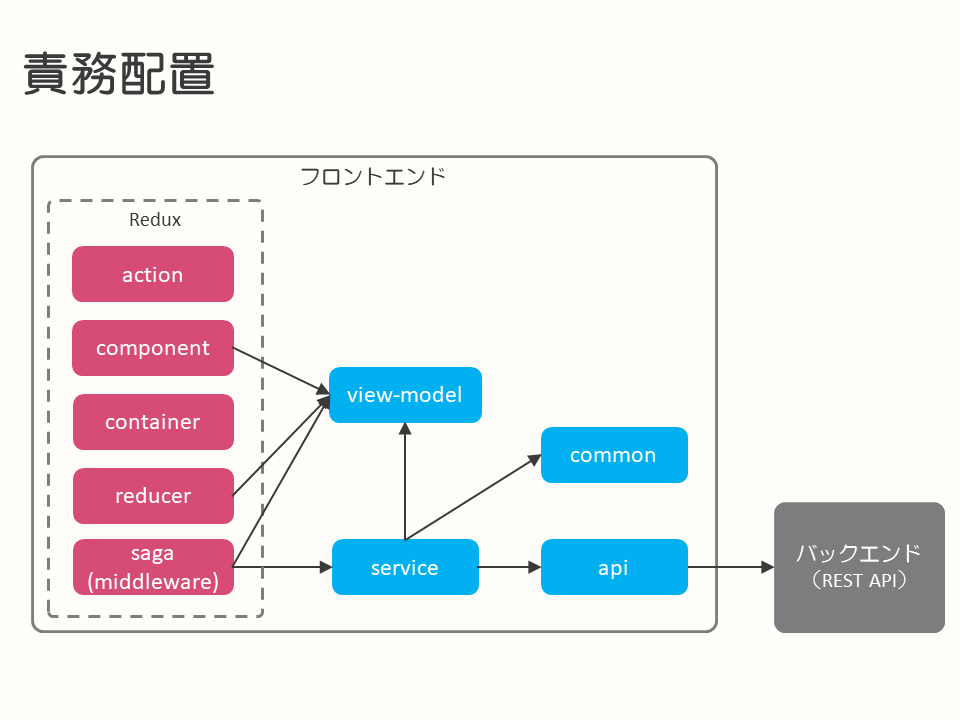 責務配置
フロントエンド
Redux
action
component
container
reducer
saga
(middleware)
view-model
service
common
api
バックエンド
（REST API）